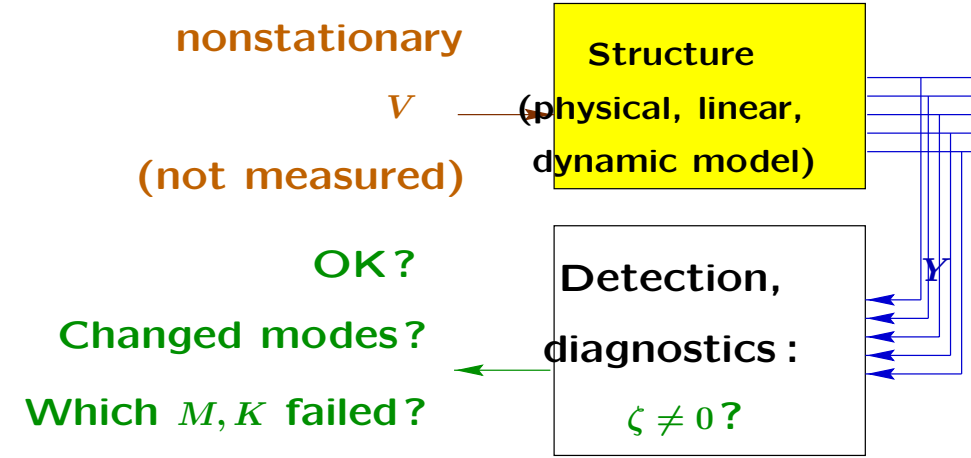 nonstationary
V
(not measured)
Structure
(physical, linear,
dynamic model)
OK?
Changed modes?
Which M, K failed?
Detection,
diagnostics :
ζ ≠ 0 ?
Y